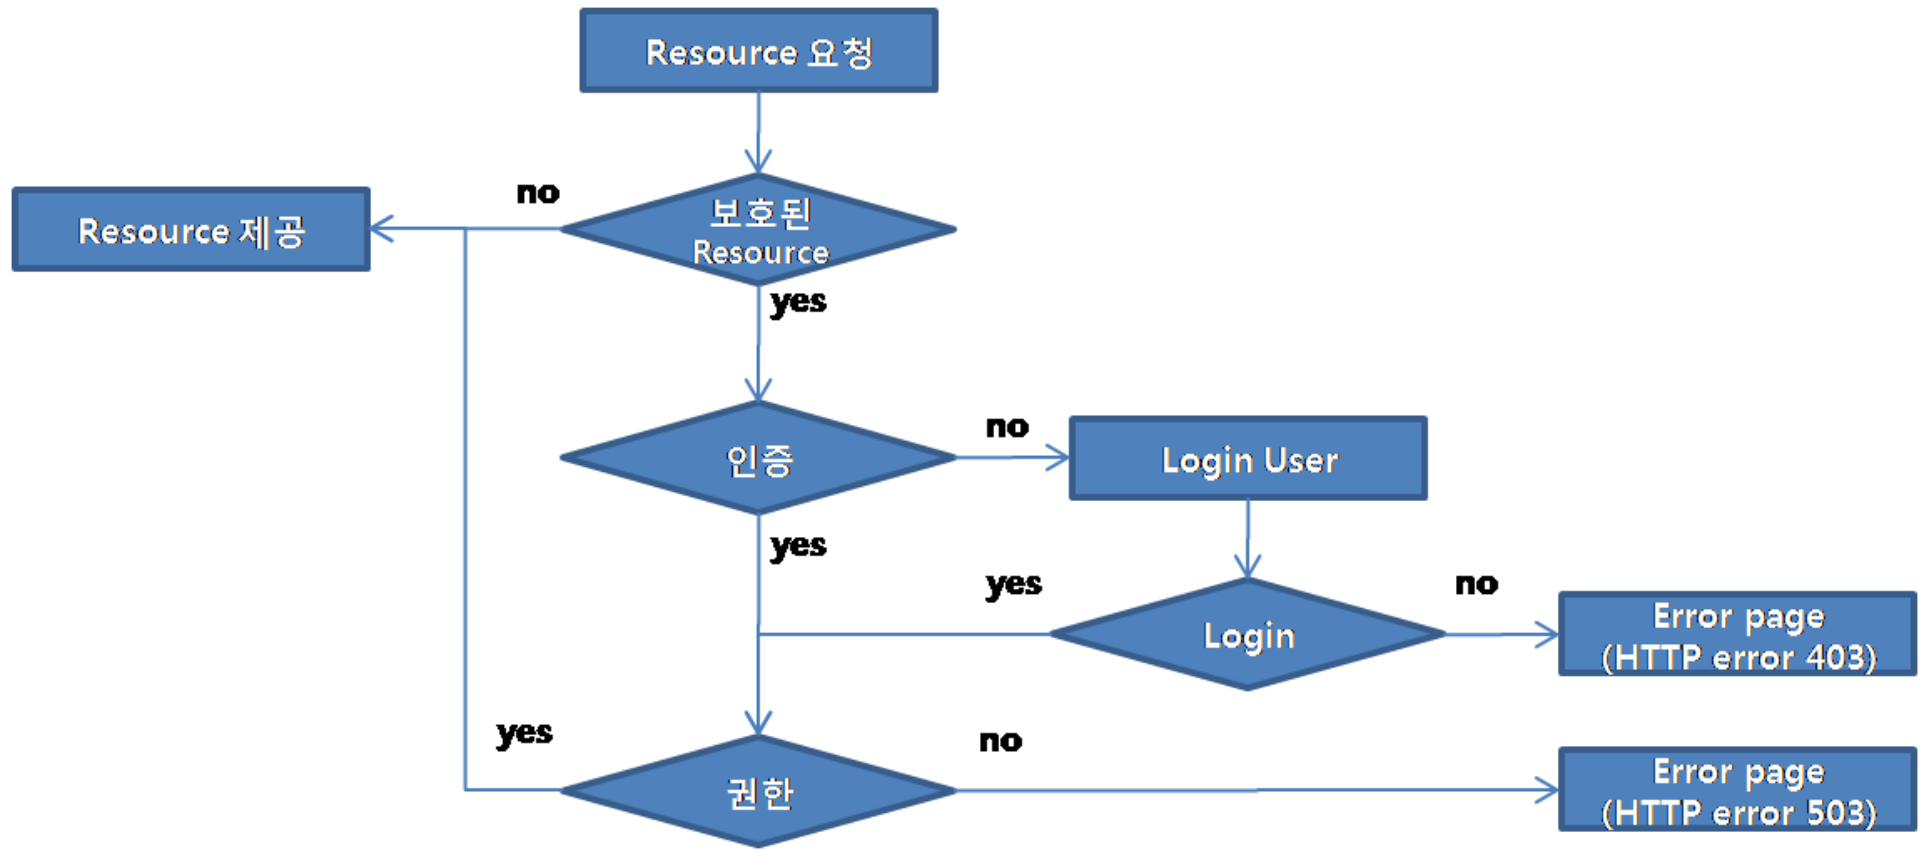 Resource 요청
no
보호된
Resource
Resource 제공
yes
인증
no
Login User
yes
yes
Login
no
Error page
(HTTP error 403)
yes
권한
no
Error page
(HTTP error 503)